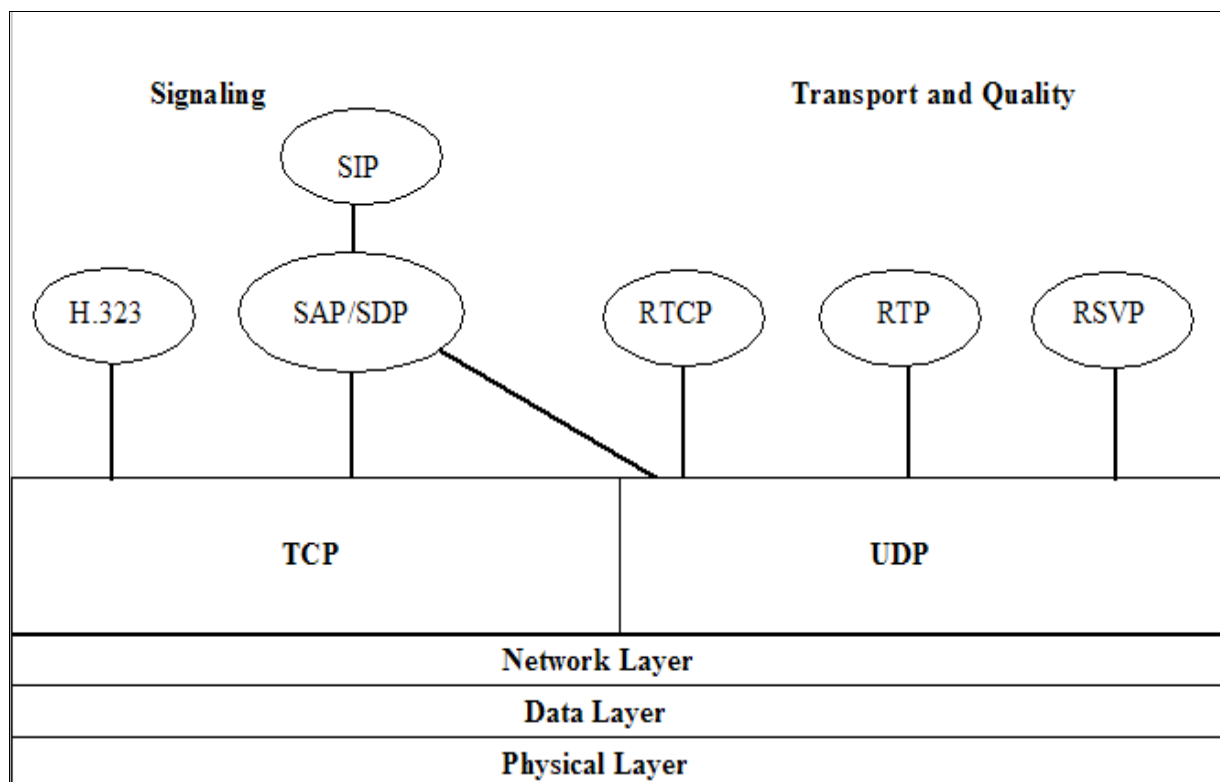 Signaling
Transport and Quality
SIP
H.323
SAP/SDP
RTCP
RTP
RSVP
TCP
UDP
Network Layer
Data Layer
Physical Layer